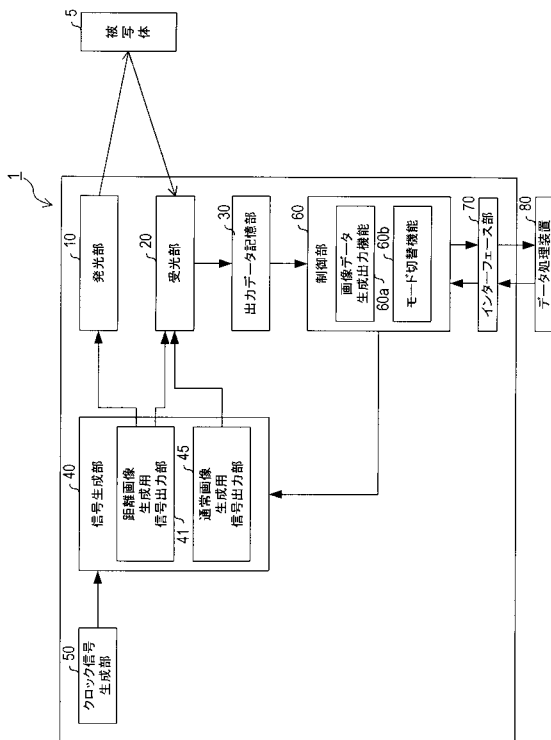 1
5
被写体
10
発光部
20
受光部
30
出力データ記憶部
60
制御部
画像データ
生成出力機能
60a
60b
モード切替機能
70
インターフェース部
80
データ処理装置
40
信号生成部
距離画像
生成用
信号出力部
41
45
通常画像
生成用
信号出力部
50
クロック信号
生成部